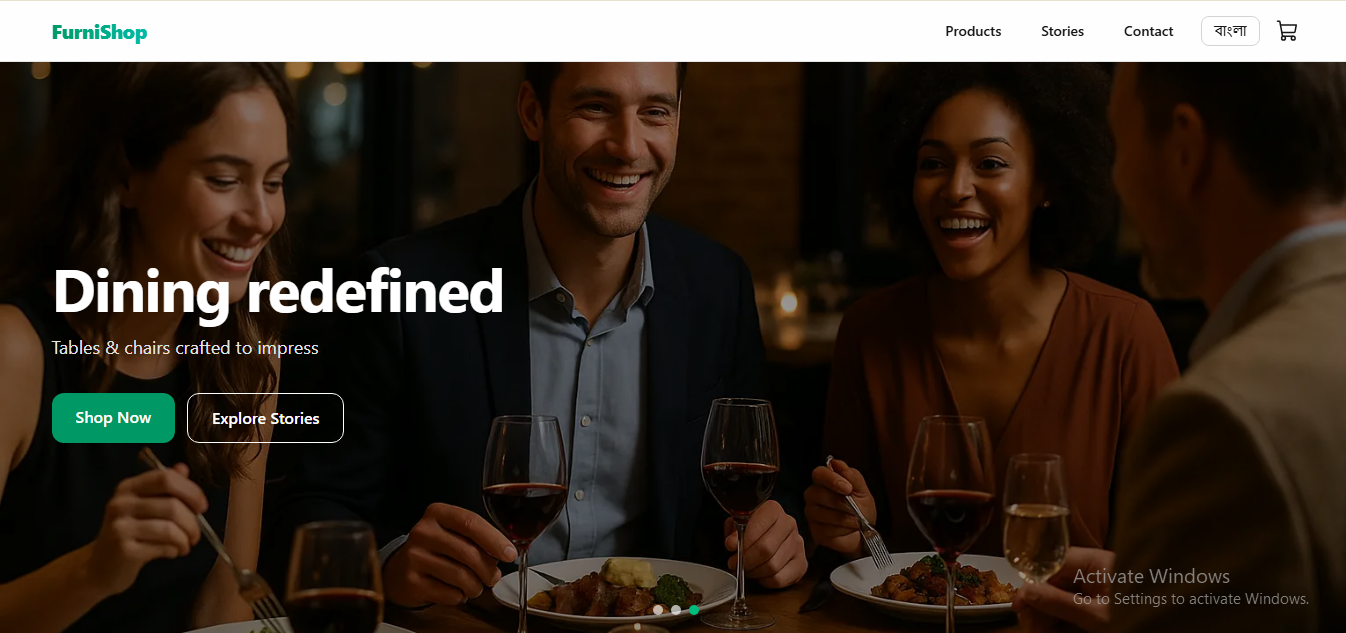 FurniShop
Products
Stories
Contact
বাংলা
Dining redefined
Tables & chairs crafted to impress
Shop Now
Explore Stories
Activate Windows
Go to Settings to activate Windows.